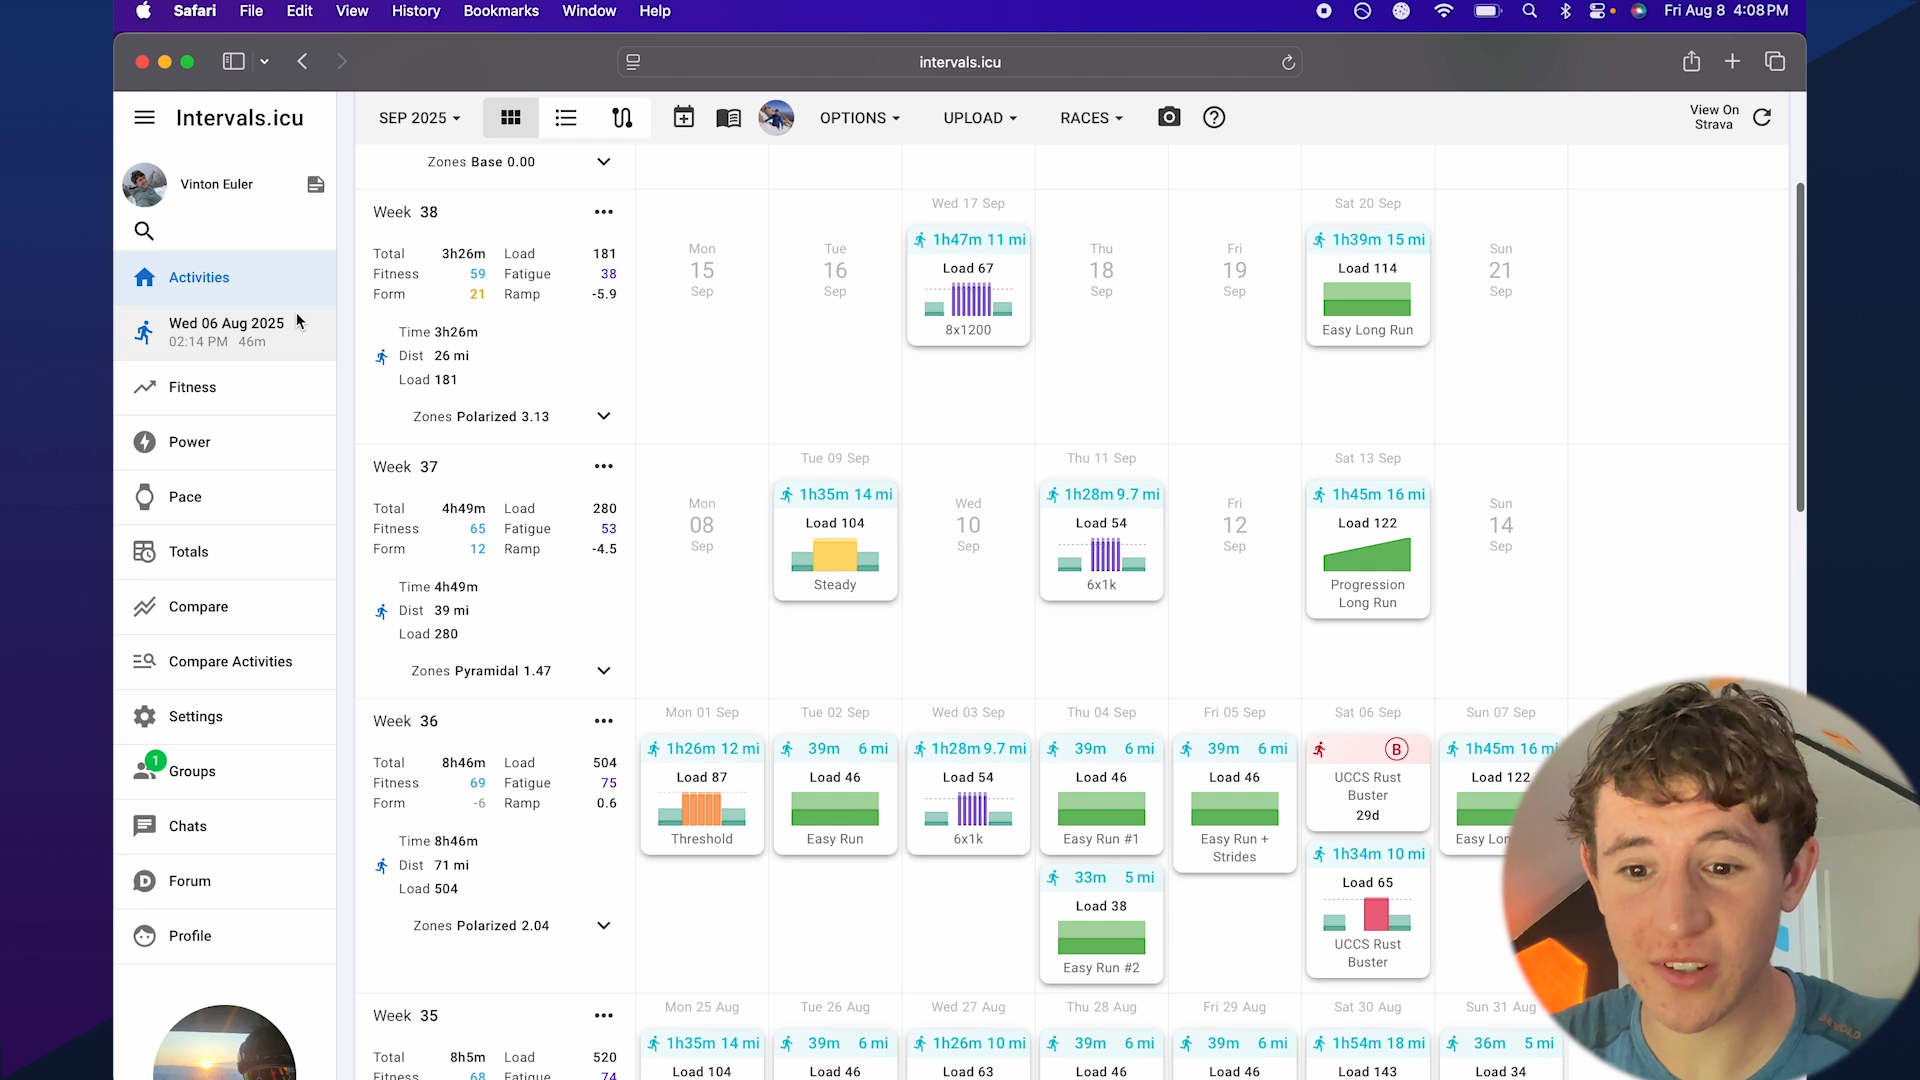 Safari File Edit View History Bookmarks Window Help Fri Aug 8 4:08 PM
intervals.icu
Intervals.icu
SEP 2025 OPTIONS UPLOAD RACES View On
Strava
Vinton Euler
Activities
Wed 06 Aug 2025
02:14 PM 46m
Fitness
Power
Pace
Totals
Compare
Compare Activities
Settings
1
Groups
Chats
Forum
Profile
Zones Base 0.00
Week 38
Total 3h26m Load 181
Fitness 59 Fatigue 38
Form 21 Ramp -5.9
Time 3h26m
Dist 26 mi
Load 181
Zones Polarized 3.13
Mon
15
Sep
Tue
16
Sep
Wed 17 Sep
1h47m 11 mi
Load 67
8x1200
Thu
18
Sep
Fri
19
Sep
Sat 20 Sep
1h39m 15 mi
Load 114
Easy Long Run
Sun
21
Sep
Week 37
Total 4h49m Load 280
Fitness 65 Fatigue 53
Form 12 Ramp -4.5
Time 4h49m
Dist 39 mi
Load 280
Zones Pyramidal 1.47
Mon
08
Sep
Tue 09 Sep
1h35m 14 mi
Load 104
Steady
Wed
10
Sep
Thu 11 Sep
1h28m 9.7 mi
Load 54
6x1k
Fri
12
Sep
Sat 13 Sep
1h45m 16 mi
Load 122
Progression
Long Run
Sun
14
Sep
Week 36
Total 8h46m Load 504
Fitness 69 Fatigue 75
Form -6 Ramp 0.6
Time 8h46m
Dist 71 mi
Load 504
Zones Polarized 2.04
Mon 01 Sep
1h26m 12 mi
Load 87
Threshold
Tue 02 Sep
39m 6 mi
Load 46
Easy Run
Wed 03 Sep
1h28m 9.7 mi
Load 54
6x1k
Thu 04 Sep
39m 6 mi
Load 46
Easy Run #1
33m 5 mi
Load 38
Easy Run #2
Fri 05 Sep
39m 6 mi
Load 46
Easy Run +
Strides
Sat 06 Sep
B
UCCS Rust
Buster
29d
1h34m 10 mi
Load 65
UCCS Rust
Buster
Sun 07 Sep
1h45m 16 mi
Load 122
Easy
Week 35
Total 8h5m Load 520
Fitness 68 Fatigue 74
Mon 25 Aug
1h35m 14 mi
Load 104
Tue 26 Aug
39m 6 mi
Load 46
Wed 27 Aug
1h26m 10 mi
Load 63
Thu 28 Aug
39m 6 mi
Load 46
Fri 29 Aug
39m 6 mi
Load 46
Sat 30 Aug
1h54m 18 mi
Load 143
Sun 31 Aug
36m 5 mi
Load 34